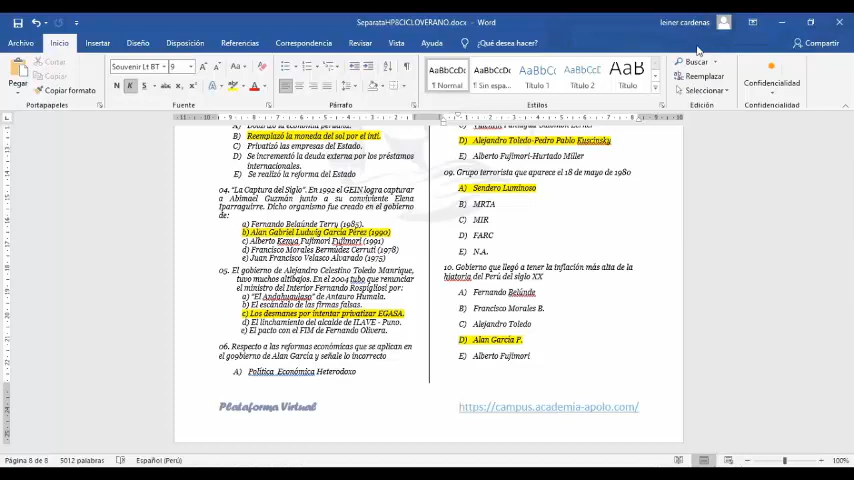 SeparataHP8CICLOVERANO.docx - Word
leiner cardenas
Archivo
Inicio
Insertar
Diseño
Disposición
Referencias
Correspondencia
Revisar
Vista
Ayuda
¿Qué desea hacer?
Compartir
Pegar
Cortar
Copiar
Copiar formato
Portapapeles
Souvenir Lt BT
9
N K S
Fuente
Párrafo
AaBbCcDc
¶ Normal
AaBbCcDc
¶ Sin espa...
AaBbCc
Título 1
AaBbCcC
Título 2
AaB
Título
Estilos
Buscar
Reemplazar
Seleccionar
Edición
Confidencialidad
Confidencialidad
B) Reemplazó la moneda del sol por el inti.
C) Privatizas las empresas del Estado.
D) Se incrementó la deuda externa por los préstamos
internacionales.
E) Se realizó la reforma del Estado
04. "La Captura del Siglo". En 1992 el GEIN logra capturar
a Abimael Guzmán junto a su conviviente Elena
Iparraguirre. Dicho organismo fue creado en el gobierno
de:
a) Fernando Belaúnde Terry (1985).
b) Alan Gabriel Ludwig García Pérez (1990)
c) Alberto Kenya Fujimori Fujimori (1991)
d) Francisco Morales Bermúdez Cerruti (1978)
e) Juan Francisco Velasco Alvarado (1975)
05. El gobierno de Alejandro Celestino Toledo Manrique,
tuvo muchos altibajos. En el 2004 tubo que renunciar
el ministro del Interior Fernando Rospigliosi por:
a) "El Andahuaylaso" de Antauro Humala.
b) El escándalo de las firmas falsas.
c) Los desmanes por intentar privatizar EGASA.
d) El linchamiento del alcalde de ILAVE - Puno.
e) El pacto con el FIM de Fernando Olivera.
06. Respecto a las reformas económicas que se aplican en
el gogbierno de Alan García y señale lo incorrecto
A) Política Económica Heterodoxo
D) Alejandro Toledo-Pedro Pablo Kuscinsky
E) Alberto Fujimori-Hurtado Miller
09. Grupo terrorista que aparece el 18 de mayo de 1980
A) Sendero Luminoso
B) MRTA
C) MIR
D) FARC
E) N.A.
10. Gobierno que llegó a tener la inflación más alta de la
hiatoria del Perú del siglo XX
A) Fernando Belúnde
B) Francisco Morales B.
C) Alejandro Toledo
D) Alan García P.
E) Alberto Fujimori
Plataforma Virtual
https://campus.academia-apolo.com/
Página 8 de 8
5012 palabras
Español (Perú)
100%